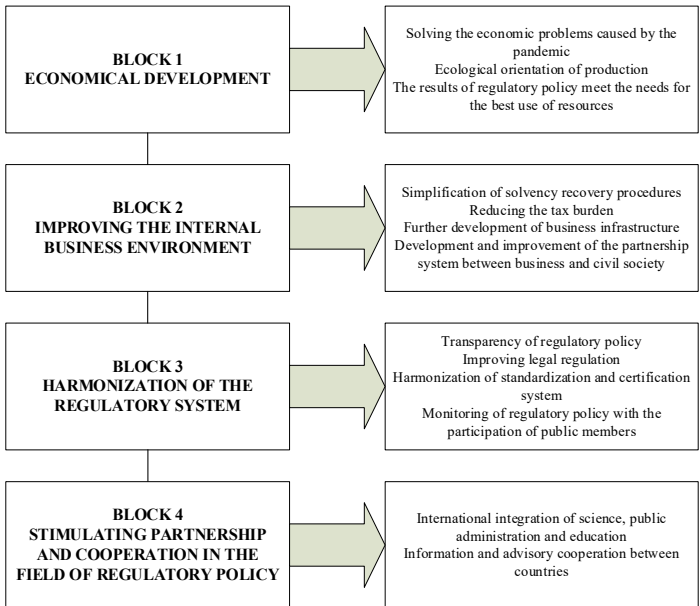 BLOCK 1
ECONOMICAL DEVELOPMENT
Solving the economic problems caused by the
pandemic
Ecological orientation of production
The results of regulatory policy meet the needs for
the best use of resources
BLOCK 2
IMPROVING THE INTERNAL
BUSINESS ENVIRONMENT
Simplification of solvency recovery procedures
Reducing the tax burden
Further development of business infrastructure
Development and improvement of the partnership
system between business and civil society
BLOCK 3
HARMONIZATION OF THE
REGULATORY SYSTEM
Transparency of regulatory policy
Improving legal regulation
Harmonization of standardization and certification
system
Monitoring of regulatory policy with the
participation of public members
BLOCK 4
STIMULATING PARTNERSHIP
AND COOPERATION IN THE
FIELD OF REGULATORY POLICY
International integration of science, public
administration and education
Information and advisory cooperation between
countries